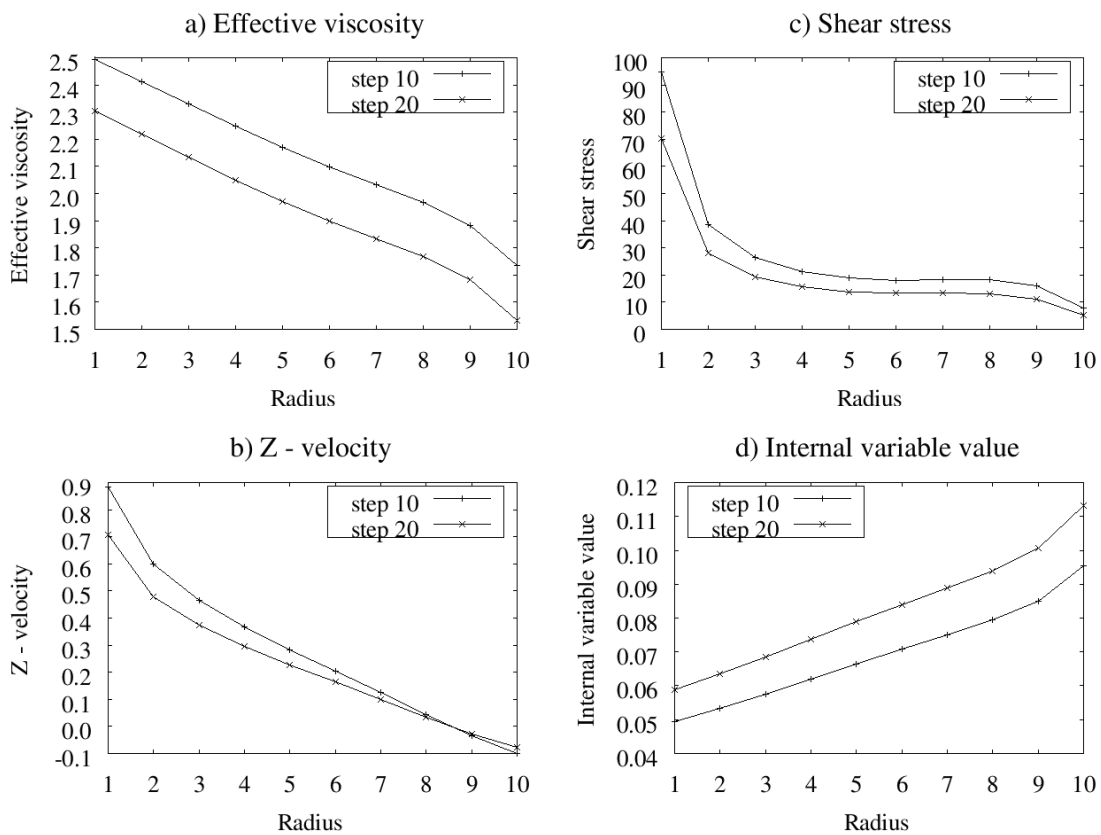 a) Effective viscosity
Effective viscosity
2.5
2.4
2.3
2.2
2.1
2.0
1.9
1.8
1.7
1.6
1.5
step 10
step 20
1 2 3 4 5 6 7 8 9 10
Radius
c) Shear stress
Shear stress
100
90
80
70
60
50
40
30
20
10
0
step 10
step 20
1 2 3 4 5 6 7 8 9 10
Radius
b) Z - velocity
Z - velocity
0.9
0.8
0.7
0.6
0.5
0.4
0.3
0.2
0.1
0.0
-0.1
step 10
step 20
1 2 3 4 5 6 7 8 9 10
Radius
d) Internal variable value
Internal variable value
0.12
0.11
0.10
0.09
0.08
0.07
0.06
0.05
0.04
step 10
step 20
1 2 3 4 5 6 7 8 9 10
Radius